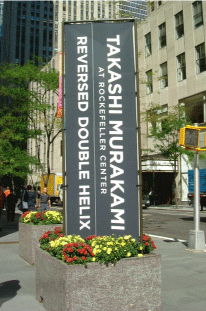 TAKASHI MURAKAMI
AT ROCKEFELLER CENTER
REVERSED DOUBLE HELIX